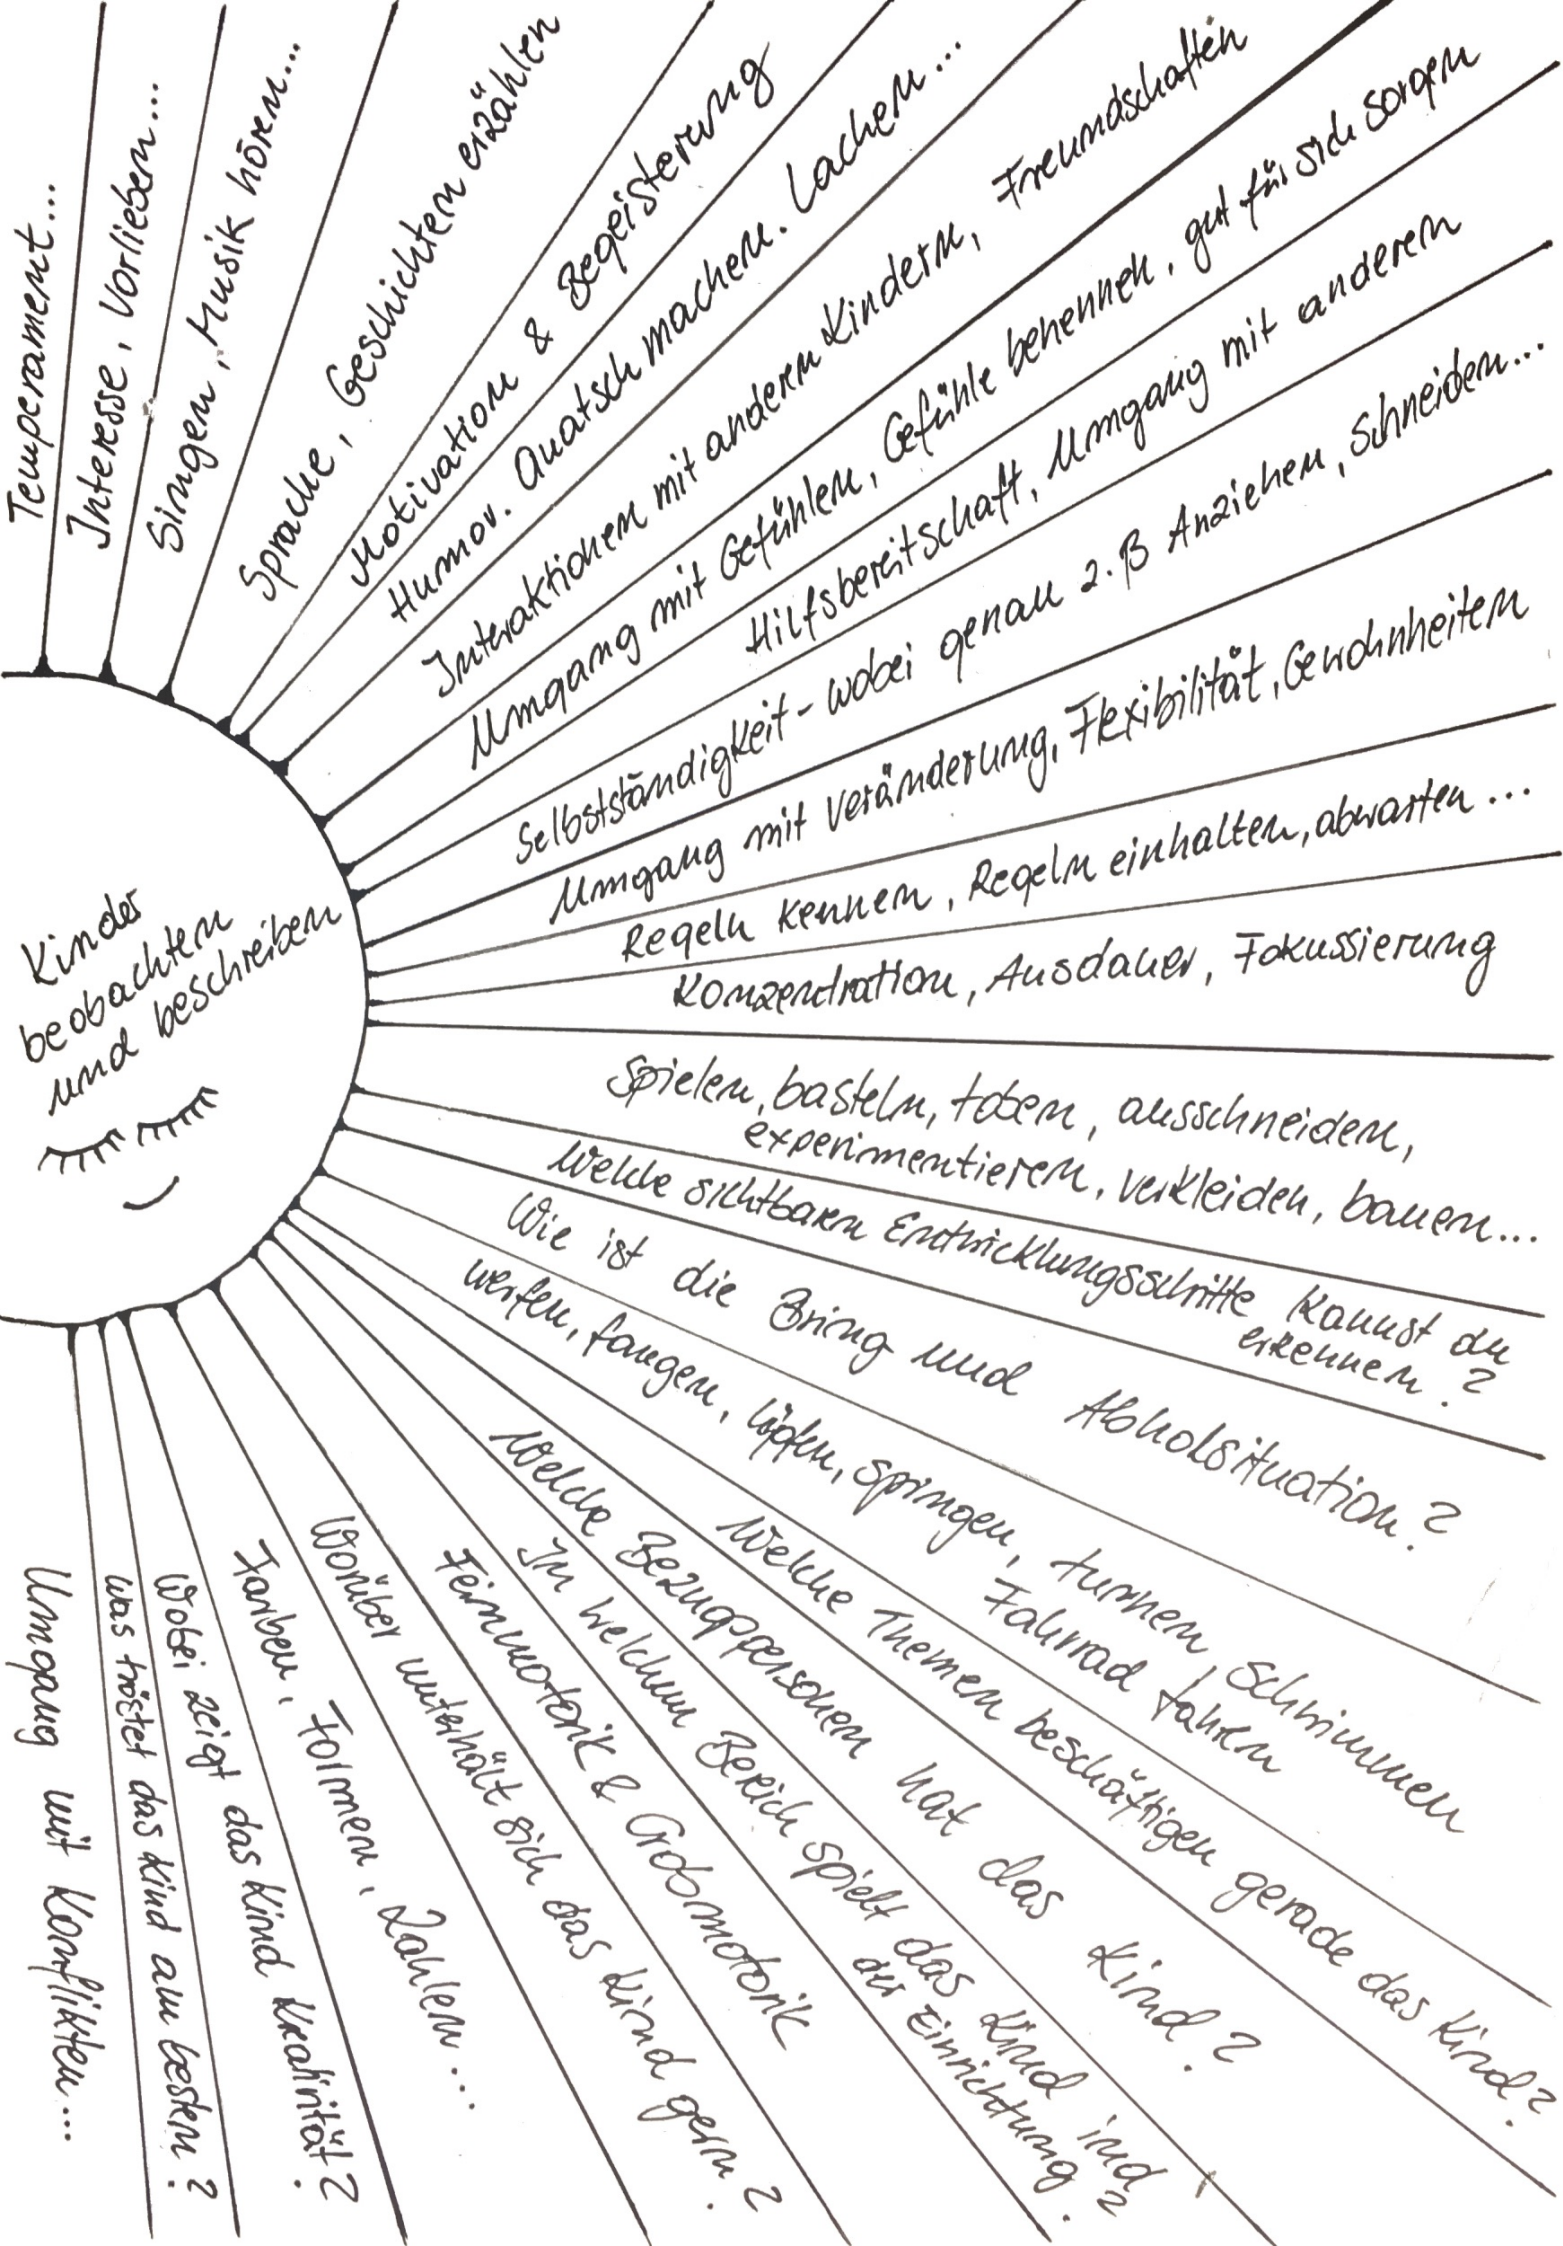 Kinder
beobachten
und beschreiben
Temperament...
Interesse, Vorlieben...
Singen, Musik hören...
Sprache, Geschichten erzählen
Motivation & Begeisterung
Humor. Quatsch machen. Lachen...
Interaktionen mit anderen Kindern, Freundschaften
Umgang mit Gefühlen, Gefühle benennen, gut für sich sorgen
Hilfsbereitschaft, Umgang mit anderen
Selbstständigkeit - wobei genau z.B Anziehen, Schneiden...
Umgang mit Veränderung, Flexibilität, Gewohnheiten
Regeln kennen, Regeln einhalten, abwarten...
Konzentration, Ausdauer, Fokussierung
Spielen, basteln, toben, ausschneiden,
experimentieren, verkleiden, bauen...
Welche sichtbaren Entwicklungsschritte kannst du
erkennen?
Wie ist die Bring und Abholsituation?
werfen, fangen, hüpfen, springen, turnen, schwimmen
Fahrrad fahren
Welche Themen beschäftigen gerade das Kind?
Welche Bezugspersonen hat das Kind?
In welchem Bereich spielt das Kind in
der Einrichtung?
Feinmotorik & Grobmotorik
Worüber unterhält sich das Kind gern?
Farben, Formen, Zahlen...
Wobei zeigt das Kind Kreativität?
Was tröstet das Kind am besten?
Umgang mit Konflikten...